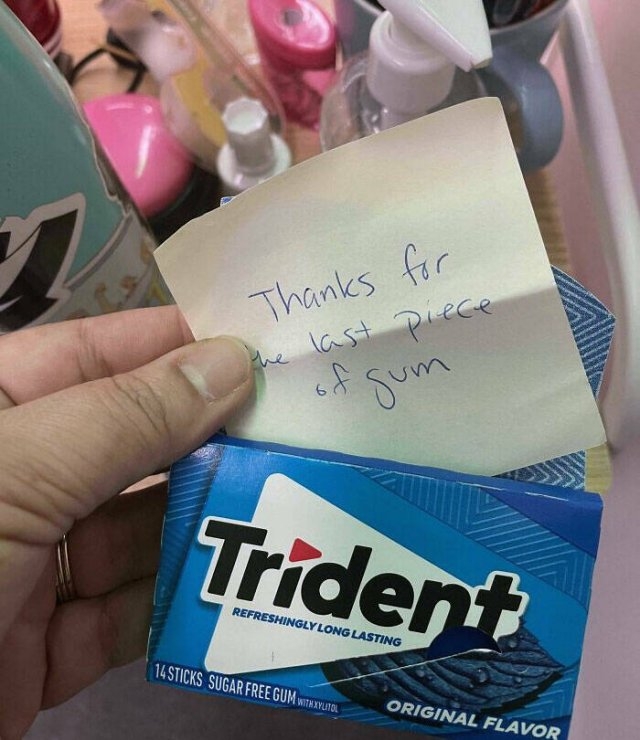 Thanks for
the last piece
of gum
Trident
REFRESHINGLY LONG LASTING
14 STICKS SUGAR FREE GUM WITH XYLITOL
ORIGINAL FLAVOR